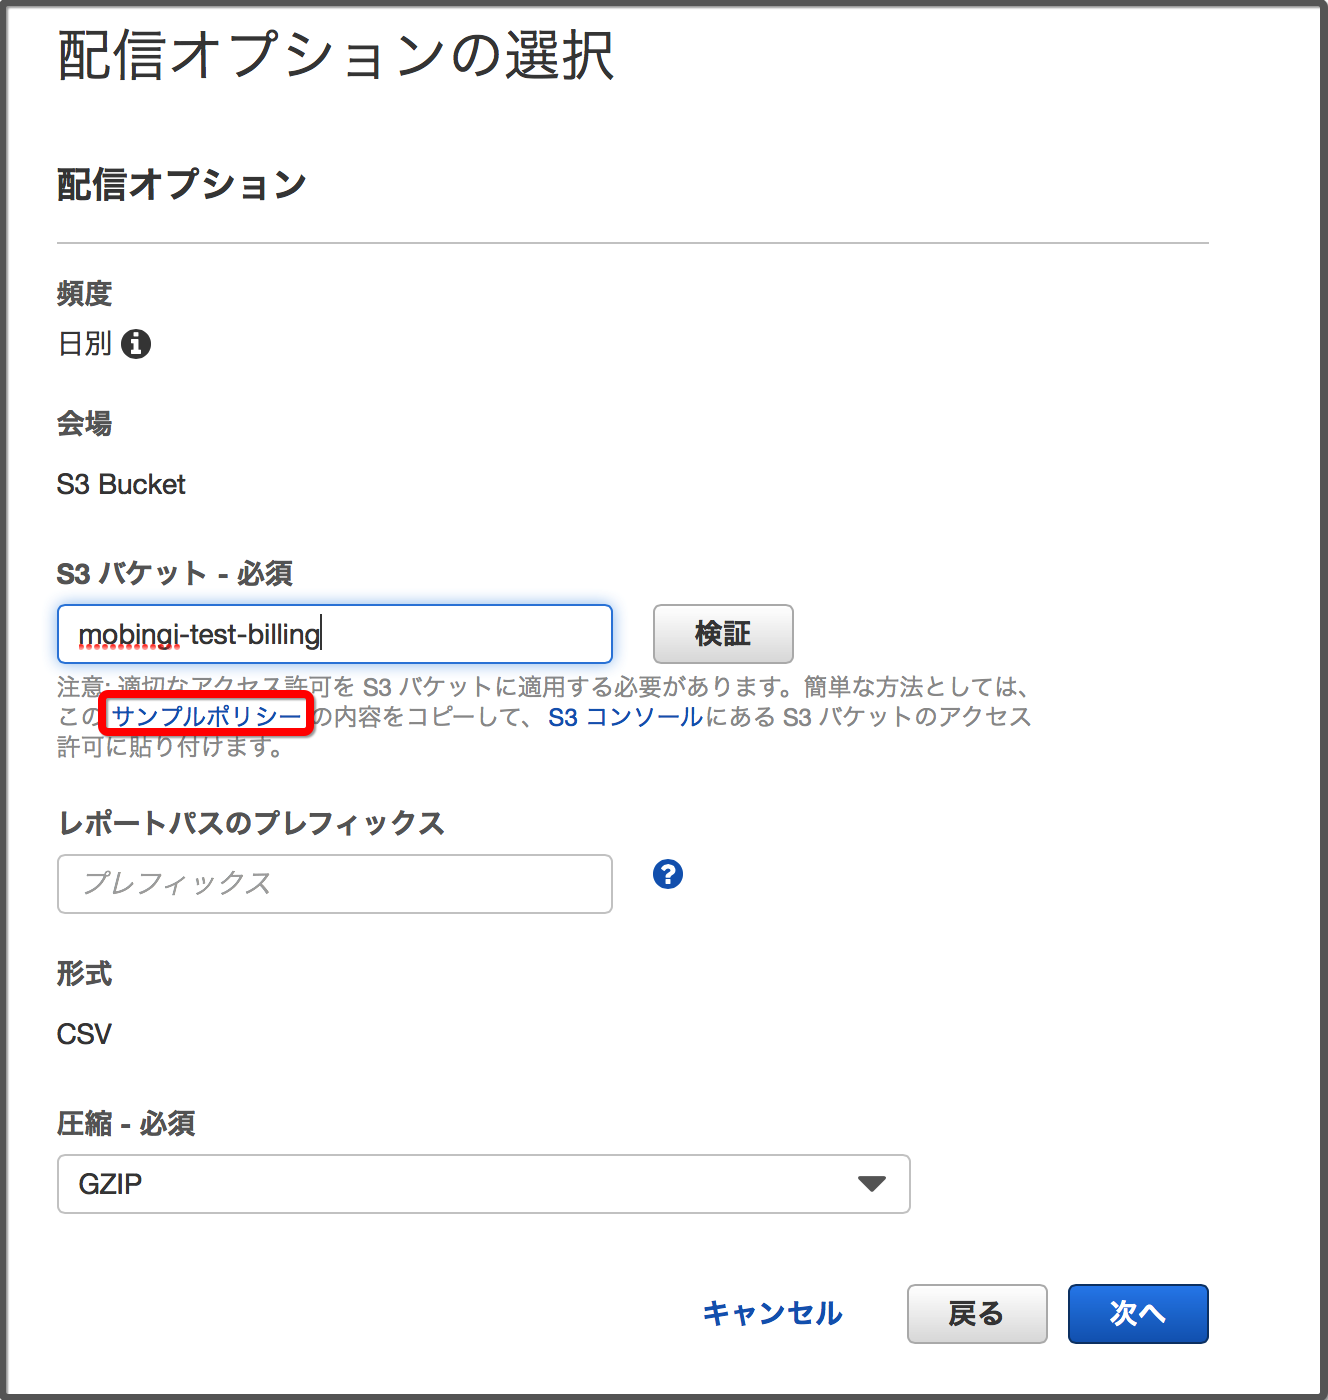 配信オプションの選択
配信オプション
頻度
日別
会場
S3 Bucket
S3 バケット - 必須
mobingi-test-billing
検証
注意: 適切なアクセス許可を S3 バケットに適用する必要があります。簡単な方法としては、
この サンプルポリシー の内容をコピーして、 S3 コンソールにある S3 バケットのアクセス
許可に貼り付けます。
レポートパスのプレフィックス
プレフィックス
?
形式
CSV
圧縮 - 必須
GZIP
キャンセル
戻る
次へ